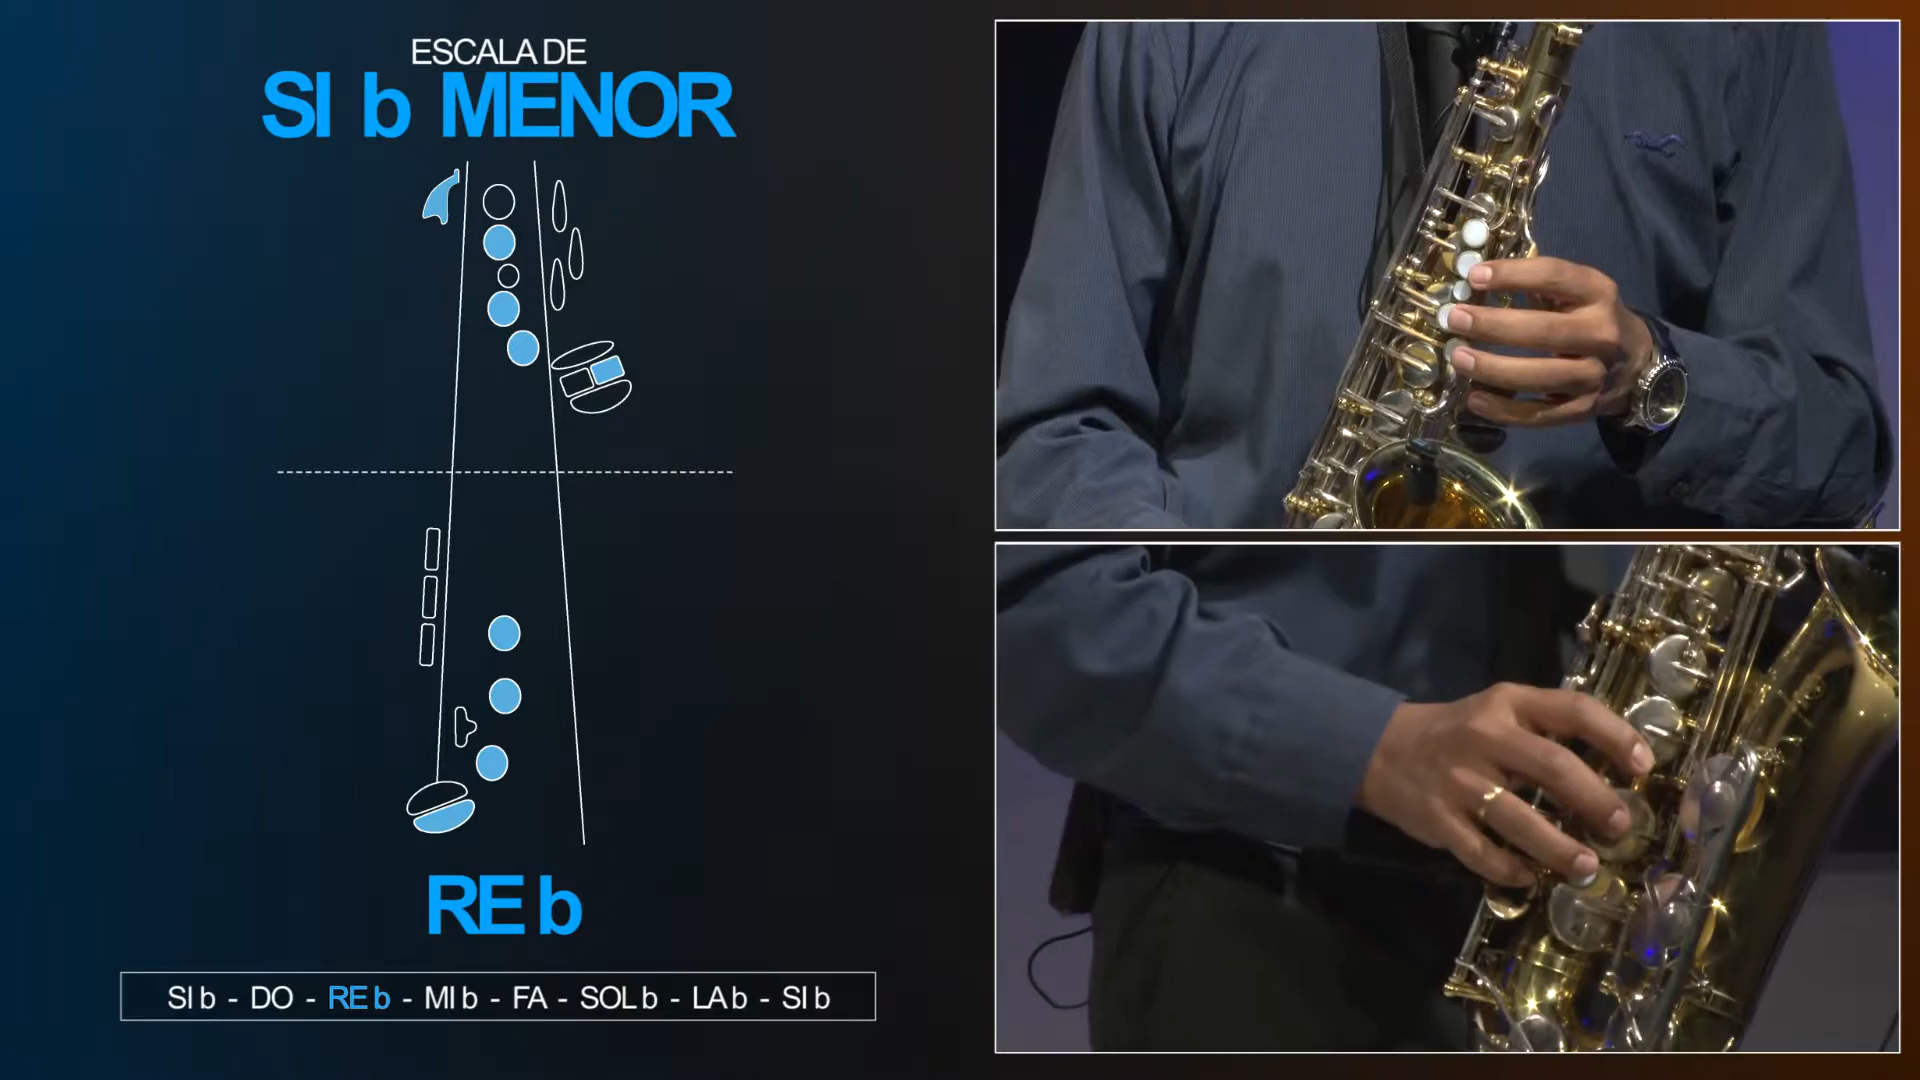 ESCALA DE
SI b MENOR
RE b
SI b - DO - RE b - MI b - FA - SOL b - LA b - SI b